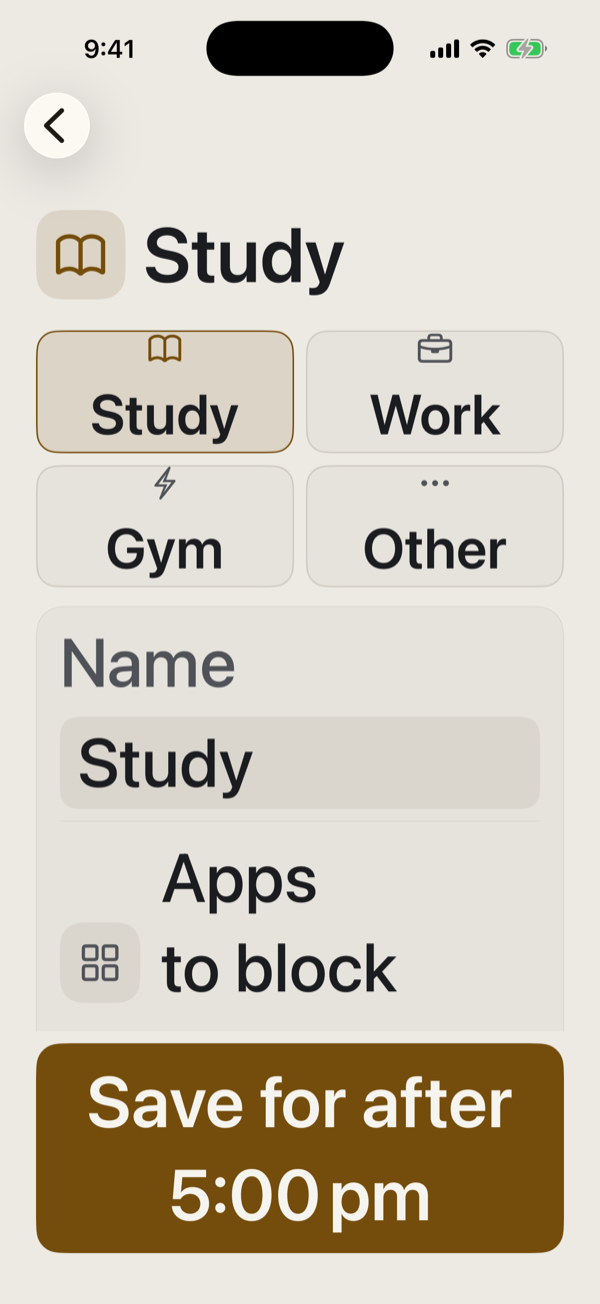 9:41
Study
Study
Work
Gym
Other
Name
Study
Apps
to block
Save for after
5:00 pm